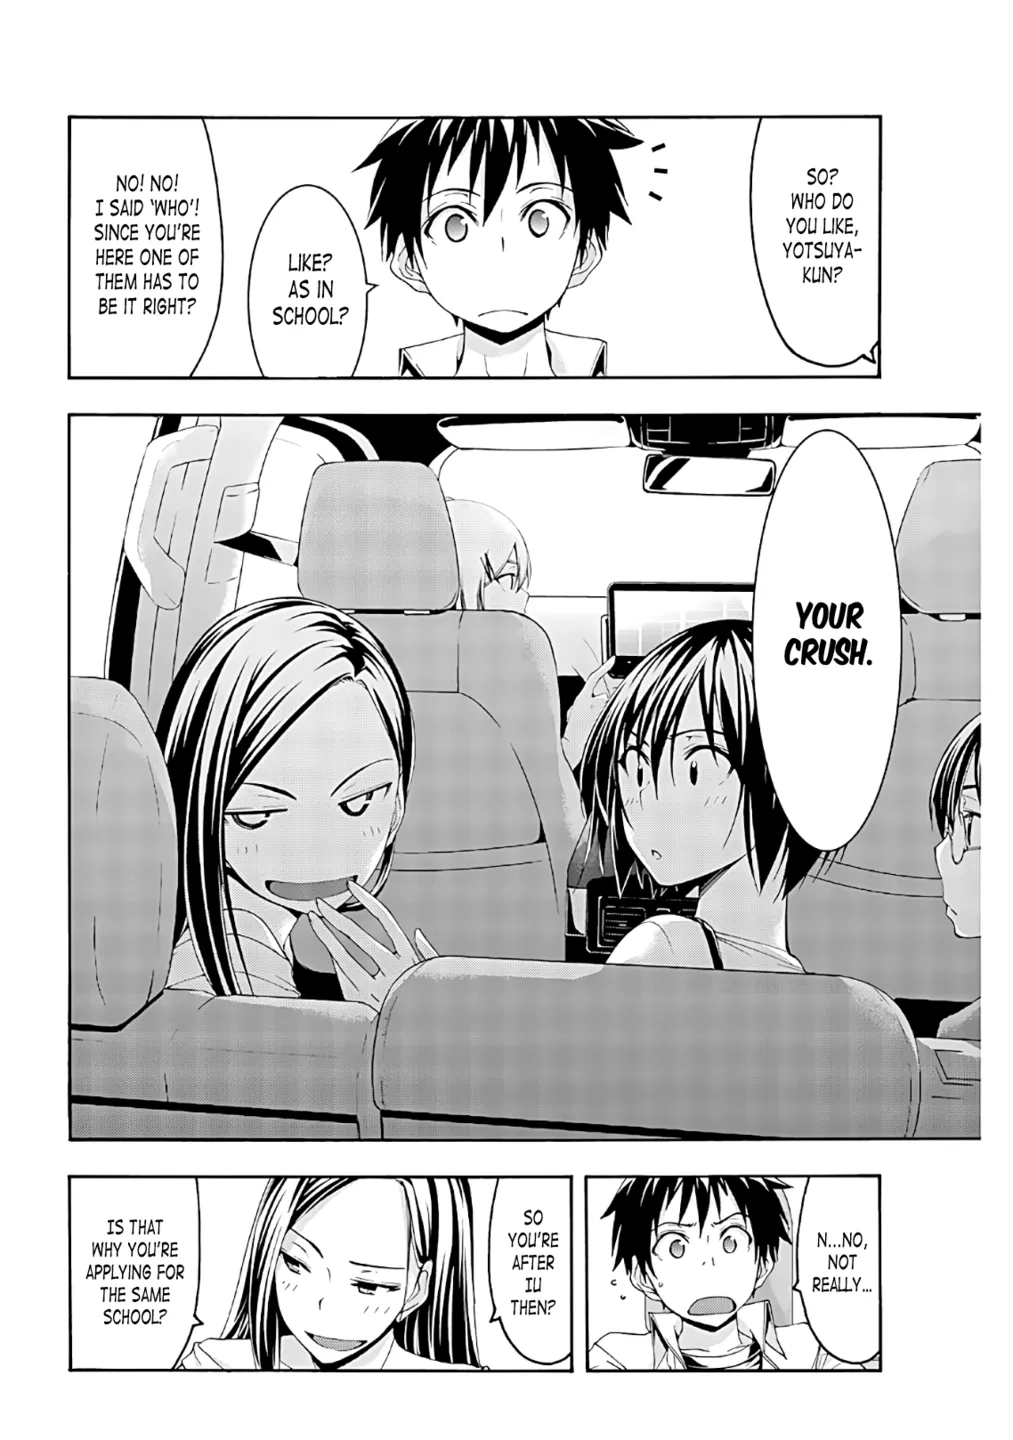 SO?
WHO DO
YOU LIKE,
YOTSUYA-
KUN?
LIKE?
AS IN
SCHOOL?
NO! NO!
I SAID ‘WHO’!
SINCE YOU’RE
HERE ONE OF
THEM HAS TO
BE IT RIGHT?
YOUR
CRUSH.
N...NO,
NOT
REALLY...
SO
YOU’RE
AFTER
IU
THEN?
IS THAT
WHY YOU’RE
APPLYING FOR
THE SAME
SCHOOL?